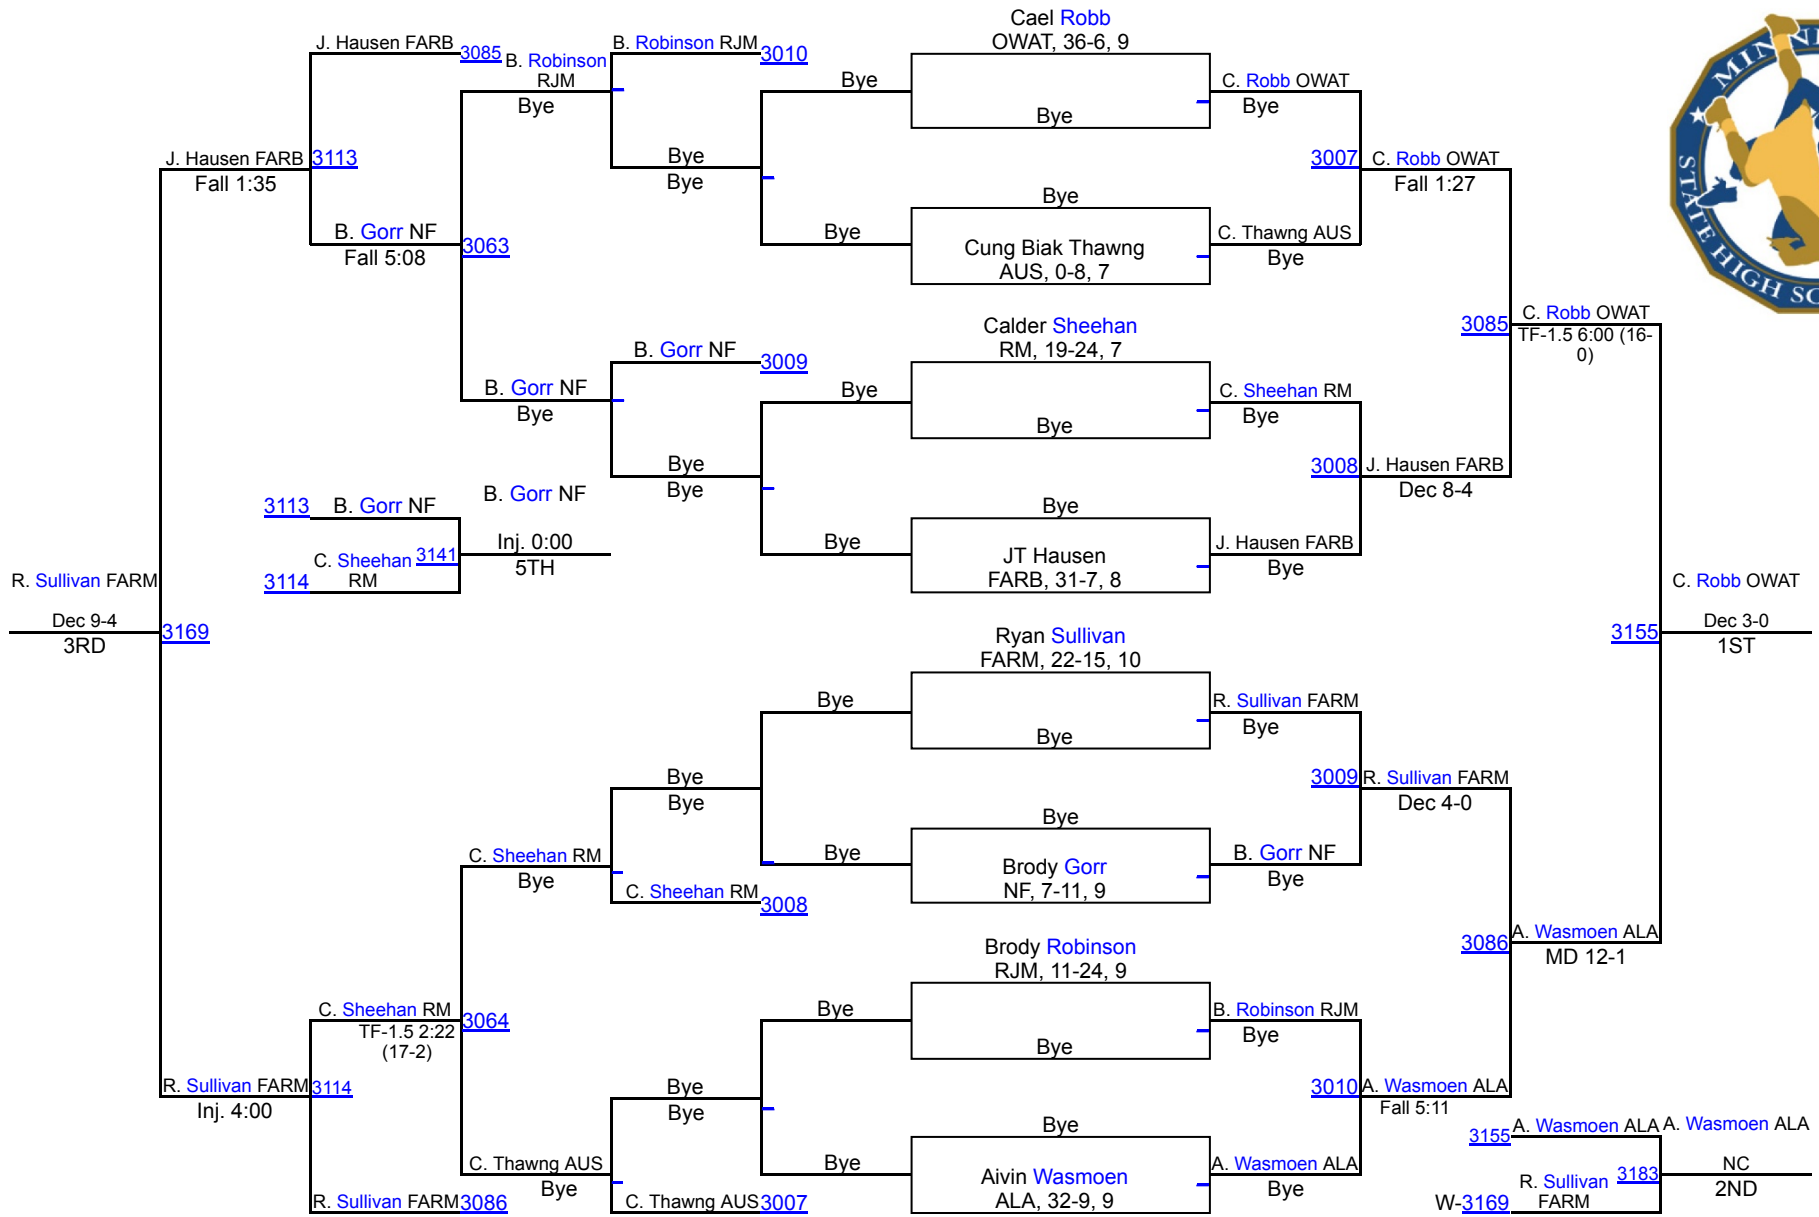 Cael Robb
OWAT, 36-6, 9
J. Hausen FARB
3085
B. Robinson
RJM
Bye
B. Robinson RJM
3010
Bye
Bye
C. Robb OWAT
Bye
J. Hausen FARB
3113
Fall 1:35
Bye
Bye
3007
C. Robb OWAT
Fall 1:27
B. Gorr NF
3063
Fall 5:08
Bye
Bye
Cung Biak Thawng
AUS, 0-8, 7
C. Thawng AUS
Bye
Calder Sheehan
RM, 19-24, 7
3085
C. Robb OWAT
TF-1.5 6:00 (16-
0)
B. Gorr NF
3009
B. Gorr NF
Bye
Bye
Bye
C. Sheehan RM
Bye
Bye
Bye
3008
J. Hausen FARB
Dec 8-4
3113
B. Gorr NF
B. Gorr NF
C. Sheehan
3141
RM
3114
Inj. 0:00
5TH
Bye
Bye
JT Hausen
FARB, 31-7, 8
J. Hausen FARB
Bye
R. Sullivan FARM
Dec 9-4
3RD
3169
C. Robb OWAT
3155
Dec 3-0
1ST
Ryan Sullivan
FARM, 22-15, 10
Bye
Bye
R. Sullivan FARM
Bye
Bye
Bye
3009
R. Sullivan FARM
Dec 4-0
C. Sheehan RM
Bye
Bye
Bye
Brody Gorr
NF, 7-11, 9
B. Gorr NF
Bye
C. Sheehan RM
3008
Brody Robinson
RJM, 11-24, 9
3086
A. Wasmoen ALA
MD 12-1
C. Sheehan RM
3064
TF-1.5 2:22
(17-2)
Bye
Bye
B. Robinson RJM
Bye
R. Sullivan FARM
3114
Inj. 4:00
Bye
Bye
3010
A. Wasmoen ALA
Fall 5:11
C. Thawng AUS
Bye
Bye
Bye
Aivin Wasmoen
ALA, 32-9, 9
A. Wasmoen ALA
Bye
3155
A. Wasmoen ALA
A. Wasmoen ALA
R. Sullivan
3183
FARM
W-3169
NC
2ND
R. Sullivan FARM
3086
C. Thawng AUS
3007